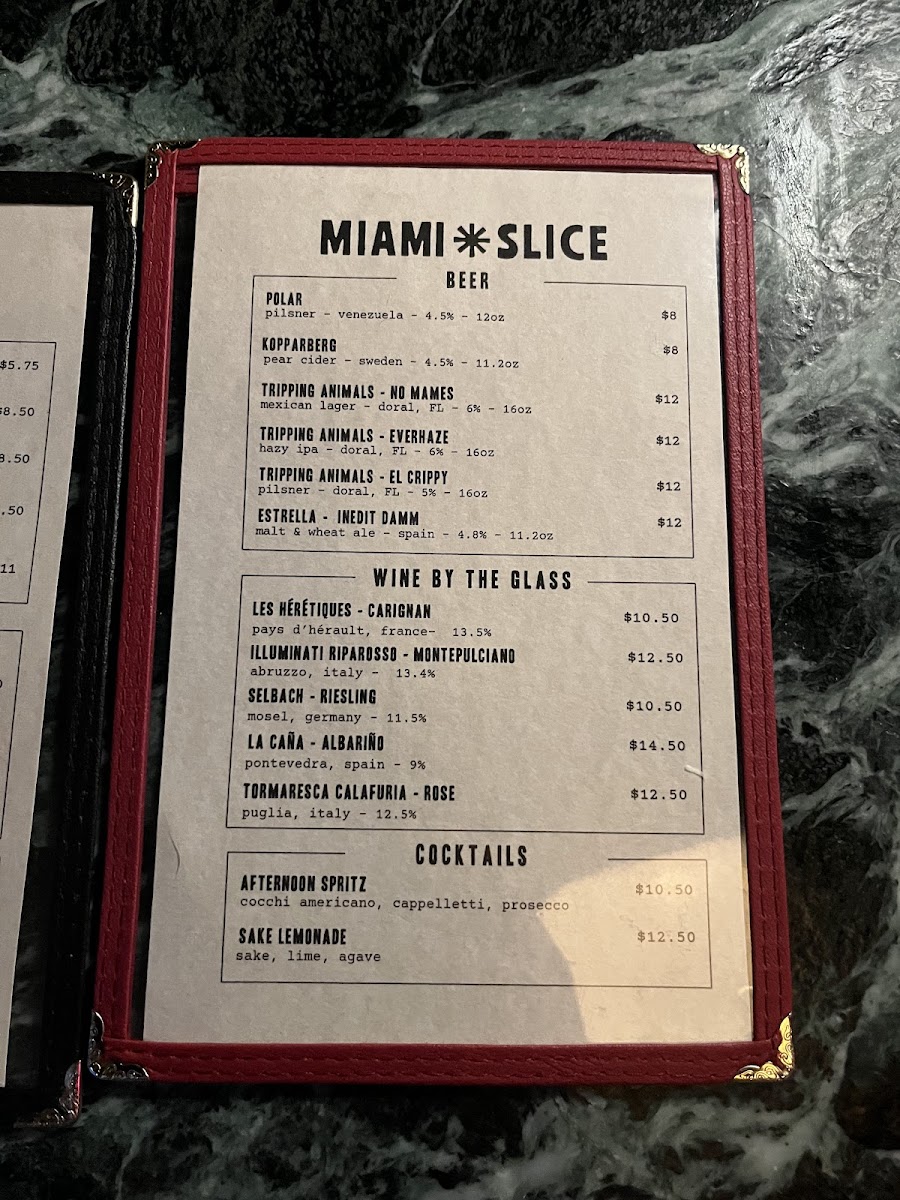 $5.75
$8.50
8.50
.50
11
MIAMI✳SLICE
BEER
POLAR
pilsner - venezuela - 4.5% - 12oz $8
KOPPARBERG
pear cider - sweden - 4.5% - 11.2oz $8
TRIPPING ANIMALS - NO MAMES
mexican lager - doral, FL - 6% - 16oz $12
TRIPPING ANIMALS - EVERHAZE
hazy ipa - doral, FL - 6% - 16oz $12
TRIPPING ANIMALS - EL CRIPPY
pilsner - doral, FL - 5% - 16oz $12
ESTRELLA - INEDIT DAMM $12
malt & wheat ale - spain - 4.8% - 11.2oz
WINE BY THE GLASS
LES HÉRÉTIQUES - CARIGNAN $10.50
pays d'hérault, france- 13.5%
ILLUMINATI RIPAROSSO - MONTEPULCIANO $12.50
abruzzo, italy - 13.4%
SELBACH - RIESLING $10.50
mosel, germany - 11.5%
LA CAÑA - ALBARIÑO $14.50
pontevedra, spain - 9%
TORMARESCA CALAFURIA - ROSE $12.50
puglia, italy - 12.5%
COCKTAILS
AFTERNOON SPRITZ $10.50
cocchi americano, cappelletti, prosecco
SAKE LEMONADE $12.50
sake, lime, agave